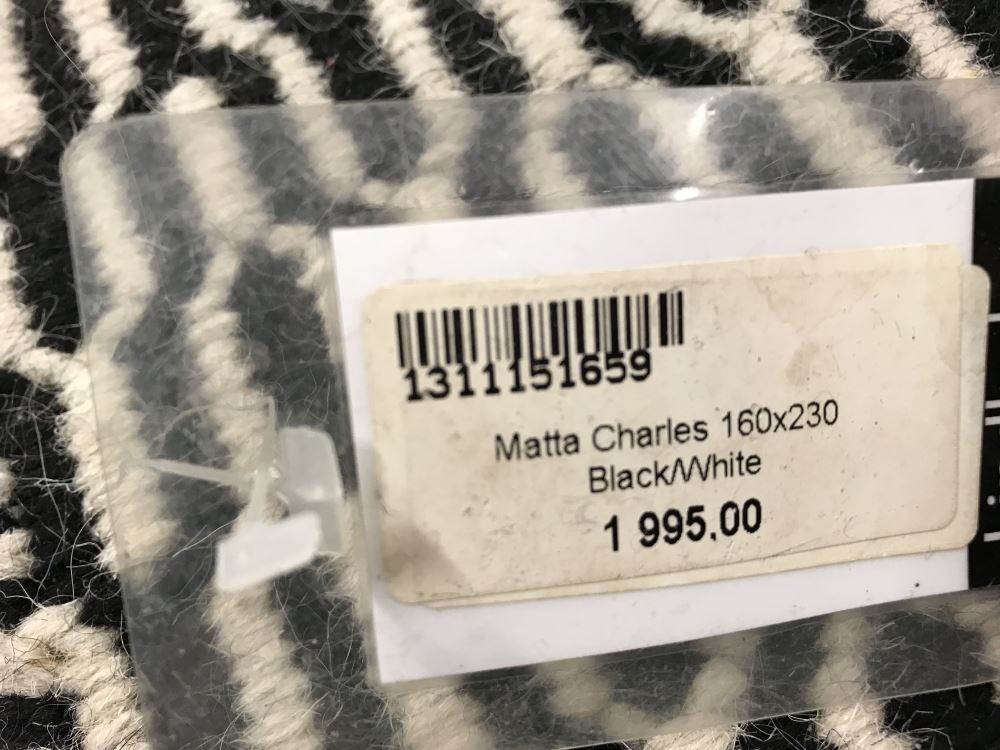 1311151659
Matta Charles 160x230
Black/White
1 995,00